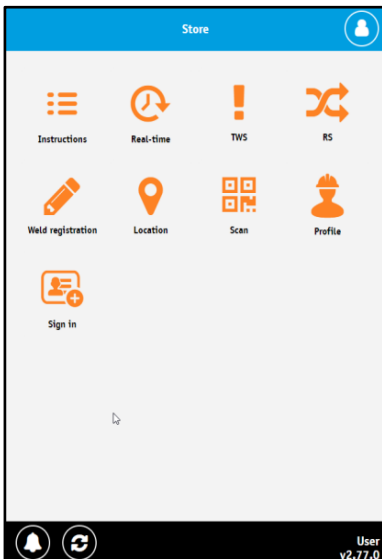 Store
Instructions
Real-time
TWS
RS
Weld registration
Location
Scan
Profile
Sign in
User
v2.77.0